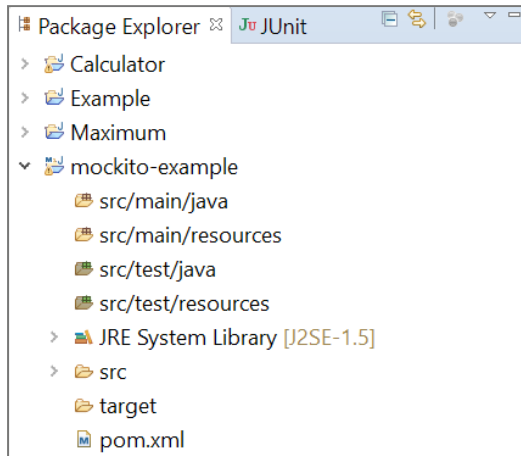 Package Explorer JU JUnit
Calculator
Example
Maximum
mockito-example
src/main/java
src/main/resources
src/test/java
src/test/resources
JRE System Library [J2SE-1.5]
src
target
pom.xml